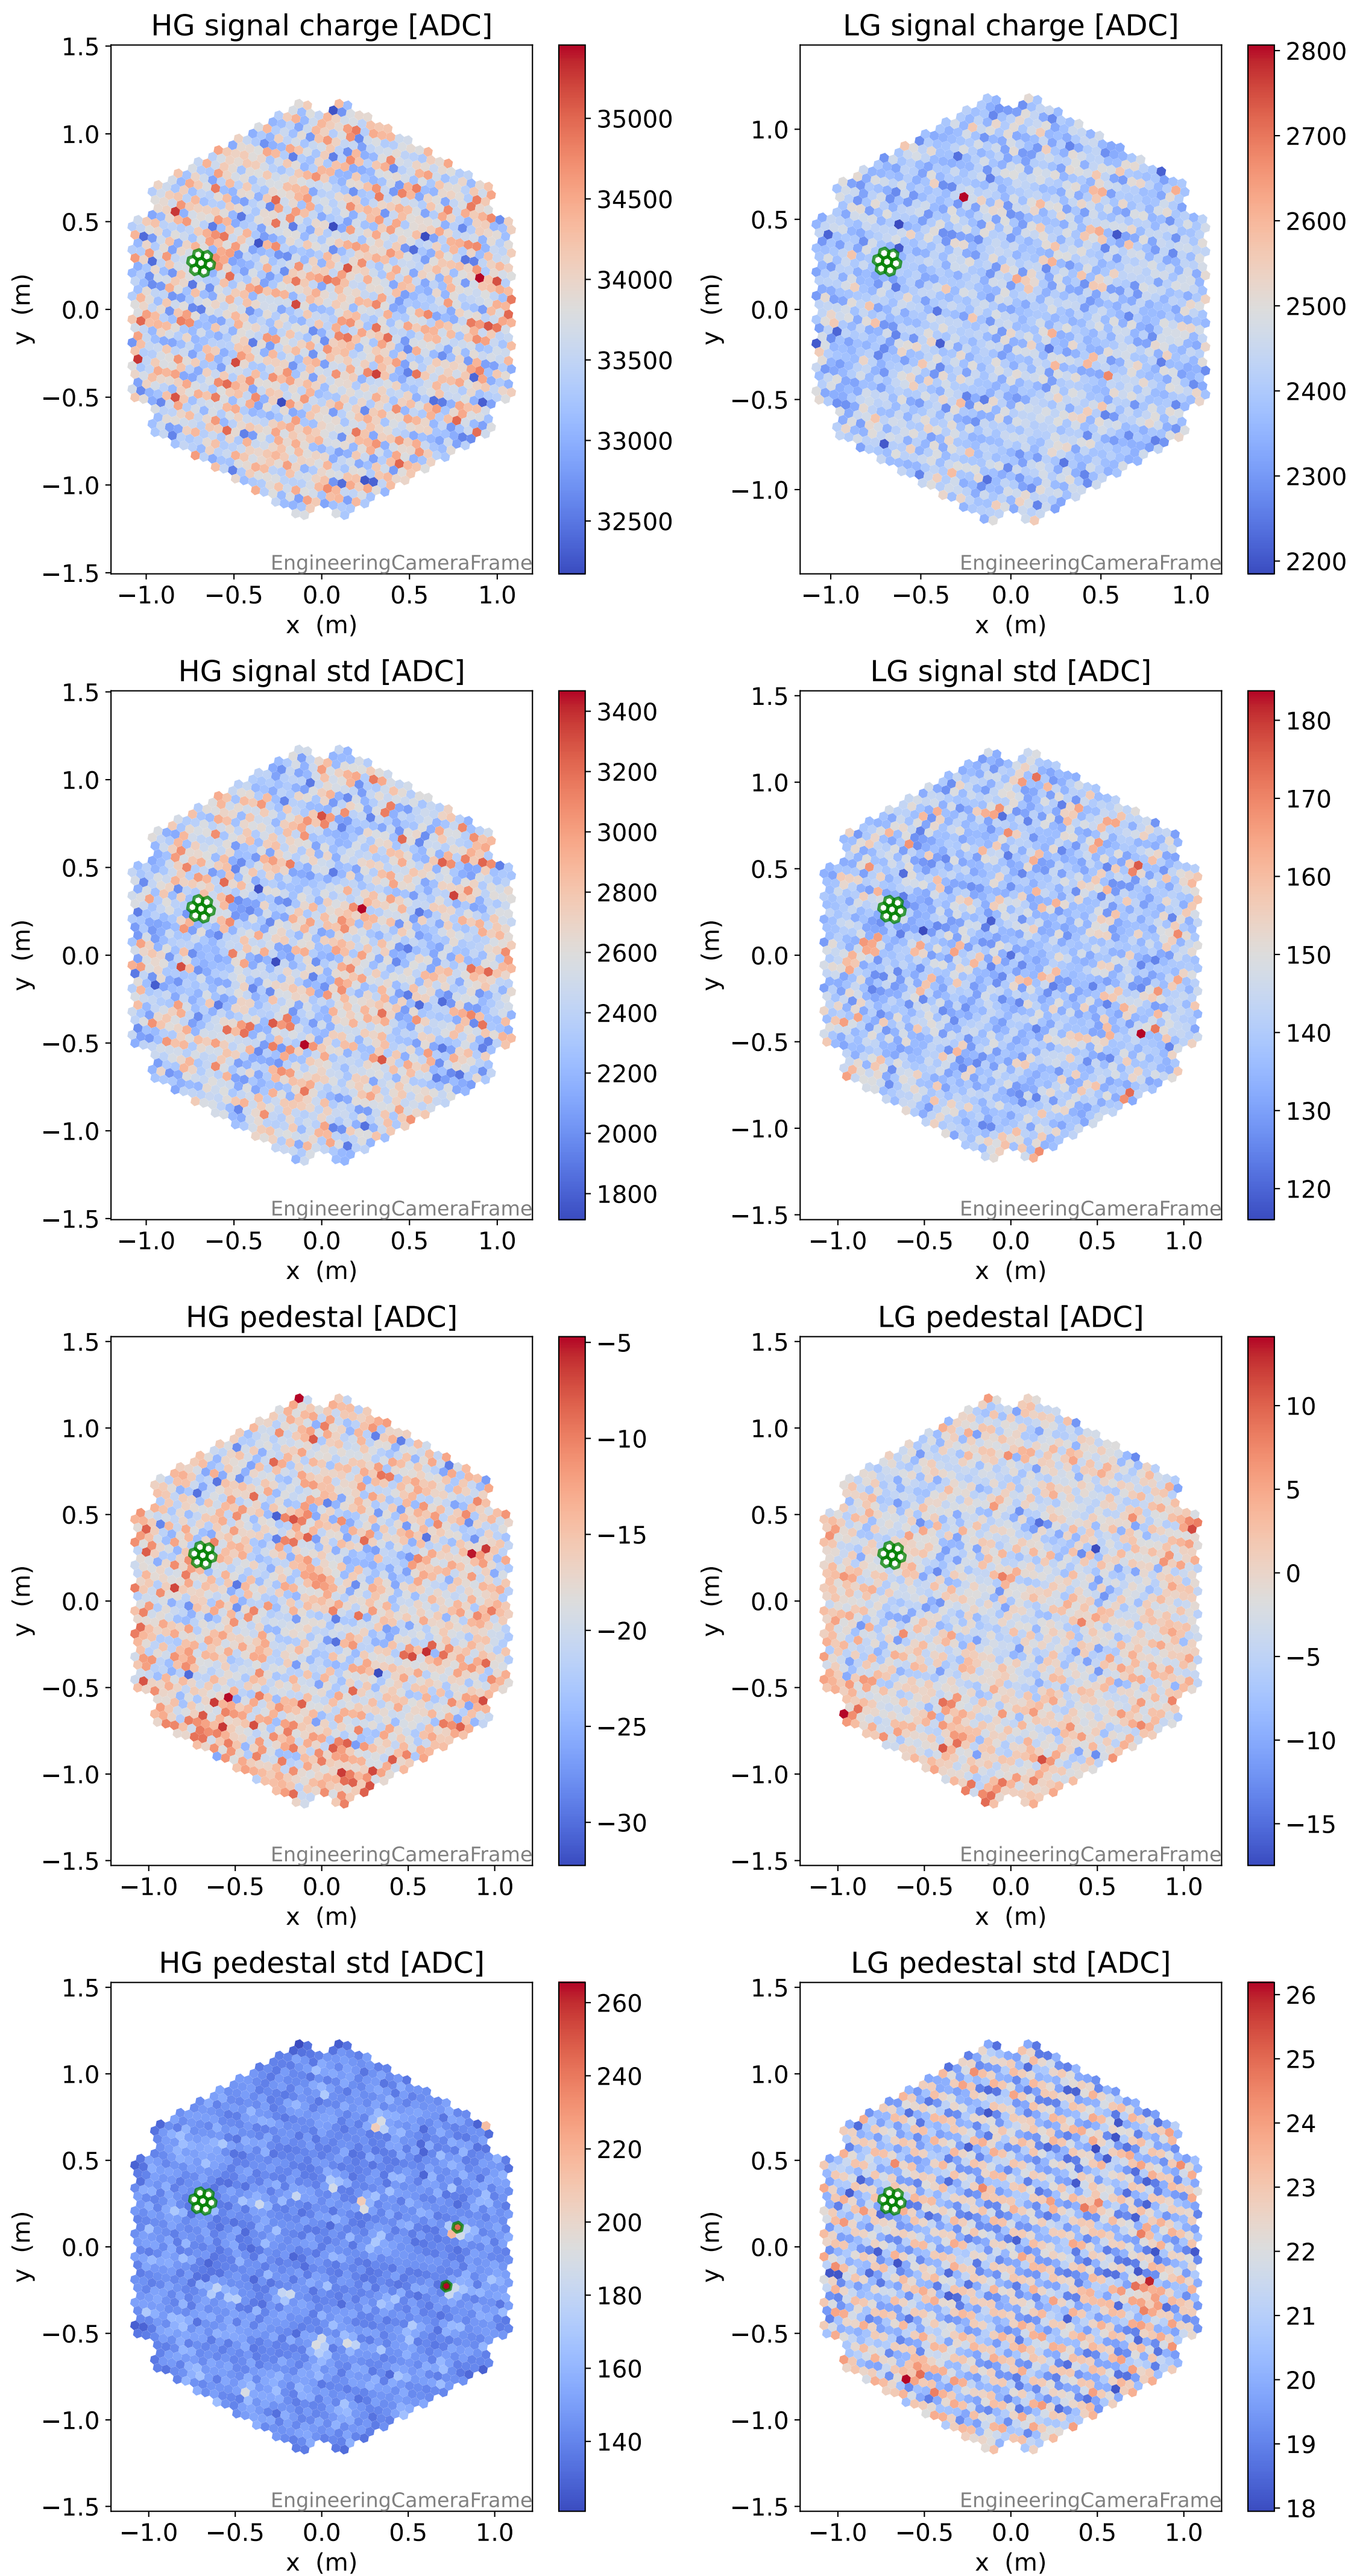 HG signal charge [ADC]
1.5
1.0
0.5
0.0
−0.5
−1.0
−1.5
y (m)
35000
34500
34000
33500
33000
32500
EngineeringCameraFrame
−1.0 −0.5 0.0 0.5 1.0
x (m)
LG signal charge [ADC]
1.0
0.5
0.0
−0.5
−1.0
y (m)
2800
2700
2600
2500
2400
2300
2200
EngineeringCameraFrame
−1.0 −0.5 0.0 0.5 1.0
x (m)
HG signal std [ADC]
1.5
1.0
0.5
0.0
−0.5
−1.0
−1.5
y (m)
3400
3200
3000
2800
2600
2400
2200
2000
1800
EngineeringCameraFrame
−1.0 −0.5 0.0 0.5 1.0
x (m)
LG signal std [ADC]
1.5
1.0
0.5
0.0
−0.5
−1.0
−1.5
y (m)
180
170
160
150
140
130
120
EngineeringCameraFrame
−1.0 −0.5 0.0 0.5 1.0
x (m)
HG pedestal [ADC]
1.5
1.0
0.5
0.0
−0.5
−1.0
−1.5
y (m)
−5
−10
−15
−20
−25
−30
EngineeringCameraFrame
−1.0 −0.5 0.0 0.5 1.0
x (m)
LG pedestal [ADC]
1.5
1.0
0.5
0.0
−0.5
−1.0
−1.5
y (m)
10
5
0
−5
−10
−15
EngineeringCameraFrame
−1.0 −0.5 0.0 0.5 1.0
x (m)
HG pedestal std [ADC]
1.5
1.0
0.5
0.0
−0.5
−1.0
−1.5
y (m)
260
240
220
200
180
160
140
EngineeringCameraFrame
−1.0 −0.5 0.0 0.5 1.0
x (m)
LG pedestal std [ADC]
1.5
1.0
0.5
0.0
−0.5
−1.0
−1.5
y (m)
26
25
24
23
22
21
20
19
18
EngineeringCameraFrame
−1.0 −0.5 0.0 0.5 1.0
x (m)